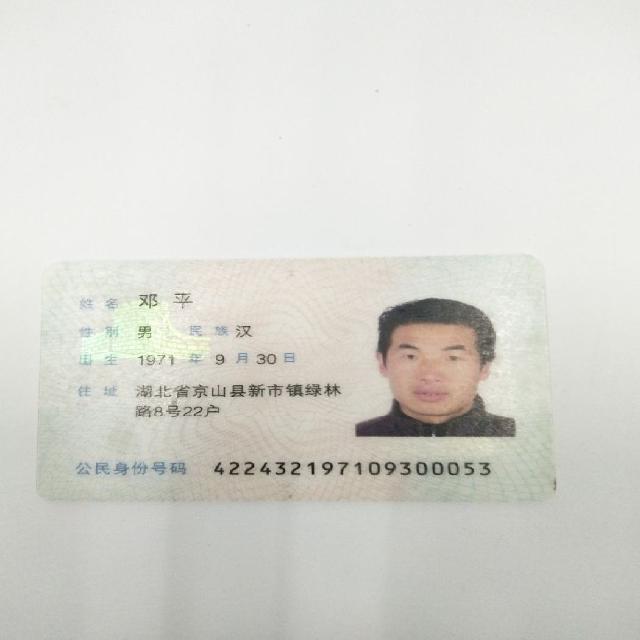 姓名 邓平
性别 男 民族 汉
出生 1971 年 9 月 30 日
住址 湖北省京山县新市镇绿林
路8号22户
公民身份号码 422432197109300053